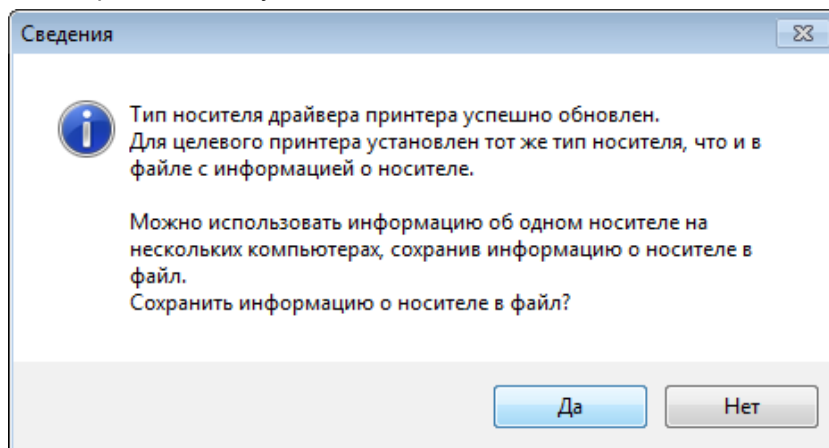 Сведения
Тип носителя драйвера принтера успешно обновлен.
Для целевого принтера установлен тот же тип носителя, что и в
файле с информацией о носителе.
Можно использовать информацию об одном носителе на
нескольких компьютерах, сохранив информацию о носителе в
файл.
Сохранить информацию о носителе в файл?
Да
Нет